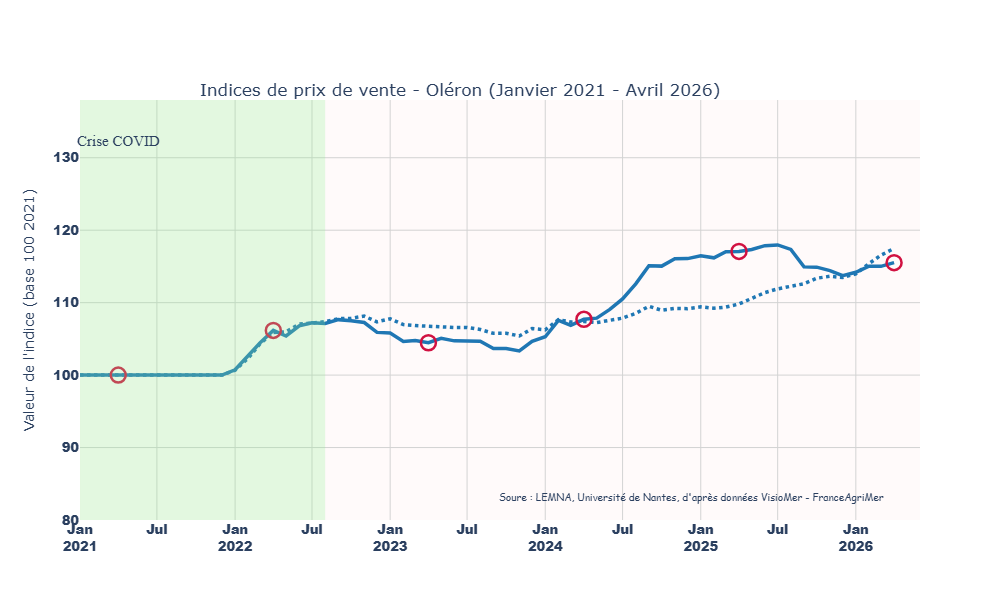 Indices de prix de vente - Oléron (Janvier 2021 - Avril 2026)
Crise COVID
Valeur de l'indice (base 100 2021)
130
120
110
100
90
80
Soure : LEMNA, Université de Nantes, d'après données VisioMer - FranceAgriMer
Jan Jul Jan Jul Jan Jul Jan Jul Jan Jul Jan
2021 2022 2023 2024 2025 2026